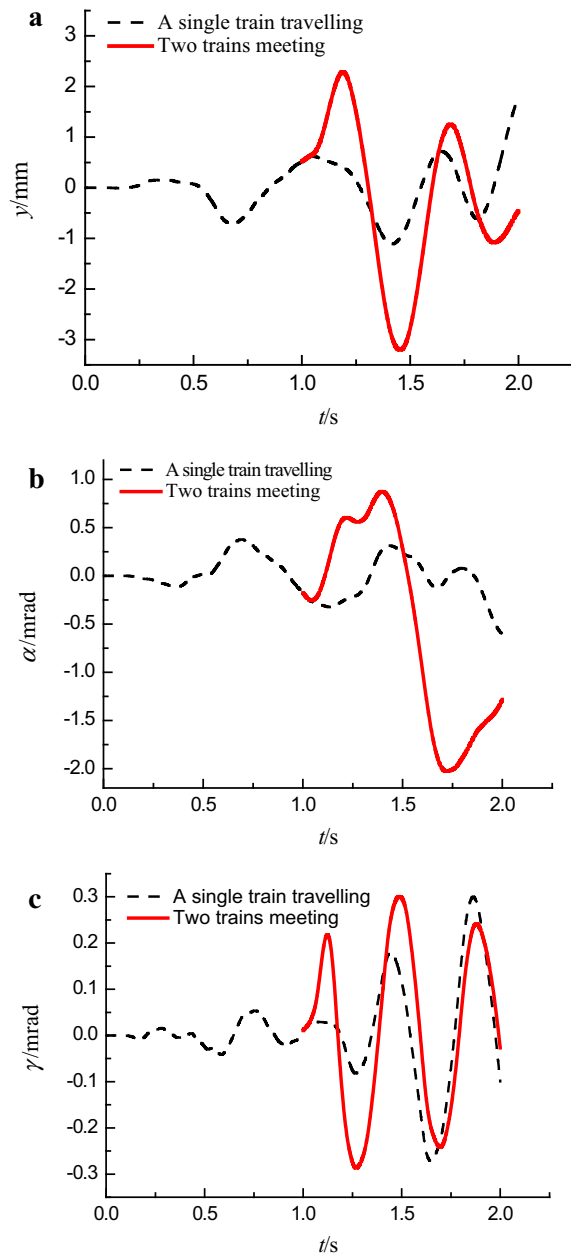 a
A single train travelling
Two trains meeting
3
2
1
0
-1
-2
-3
y/mm
0.0 0.5 1.0 1.5 2.0
t/s
b
A single train travelling
Two trains meeting
1.0
0.5
0.0
-0.5
-1.0
-1.5
-2.0
α/mrad
0.0 0.5 1.0 1.5 2.0
t/s
c
A single train travelling
Two trains meeting
0.3
0.2
0.1
0.0
-0.1
-0.2
-0.3
γ/mrad
0.0 0.5 1.0 1.5 2.0
t/s